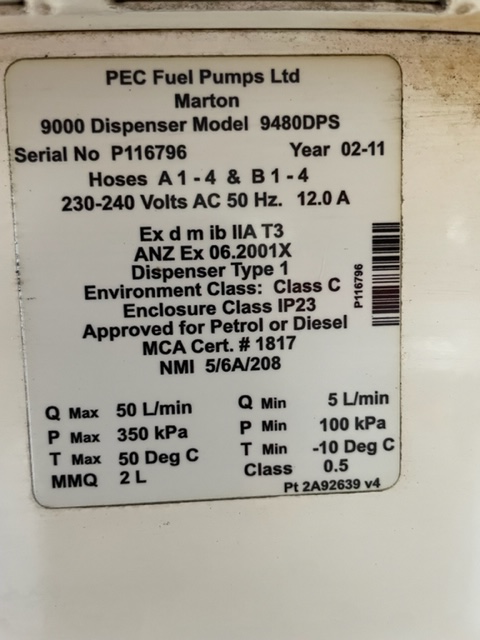 PEC Fuel Pumps Ltd
Marton
9000 Dispenser Model 9480DPS
Serial No P116796 Year 02-11
Hoses A 1 - 4 & B 1 - 4
230-240 Volts AC 50 Hz. 12.0 A
Ex d m ib IIA T3
ANZ Ex 06.2001X
Dispenser Type 1
Environment Class: Class C
Enclosure Class IP23
Approved for Petrol or Diesel
MCA Cert. # 1817
NMI 5/6A/208
P116796
Q Max 50 L/min Q Min 5 L/min
P Max 350 kPa P Min 100 kPa
T Max 50 Deg C T Min -10 Deg C
MMQ 2 L Class 0.5
Pt 2A92639 v4